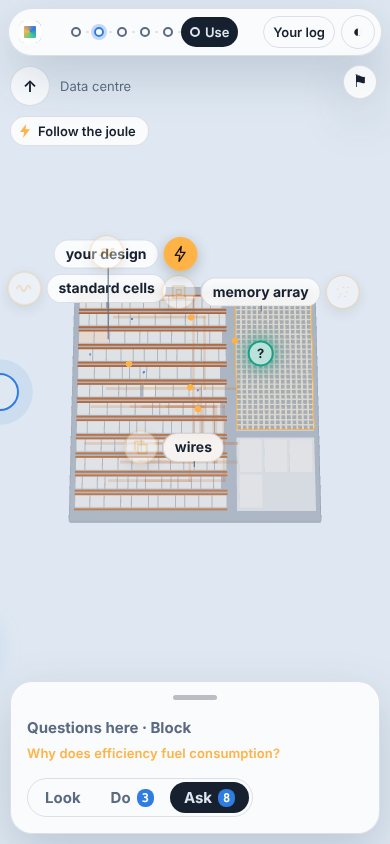 Use
Your log
Data centre
Follow the joule
your design
standard cells
memory array
?
wires
Questions here · Block
Why does efficiency fuel consumption?
Look
Do 3
Ask 8